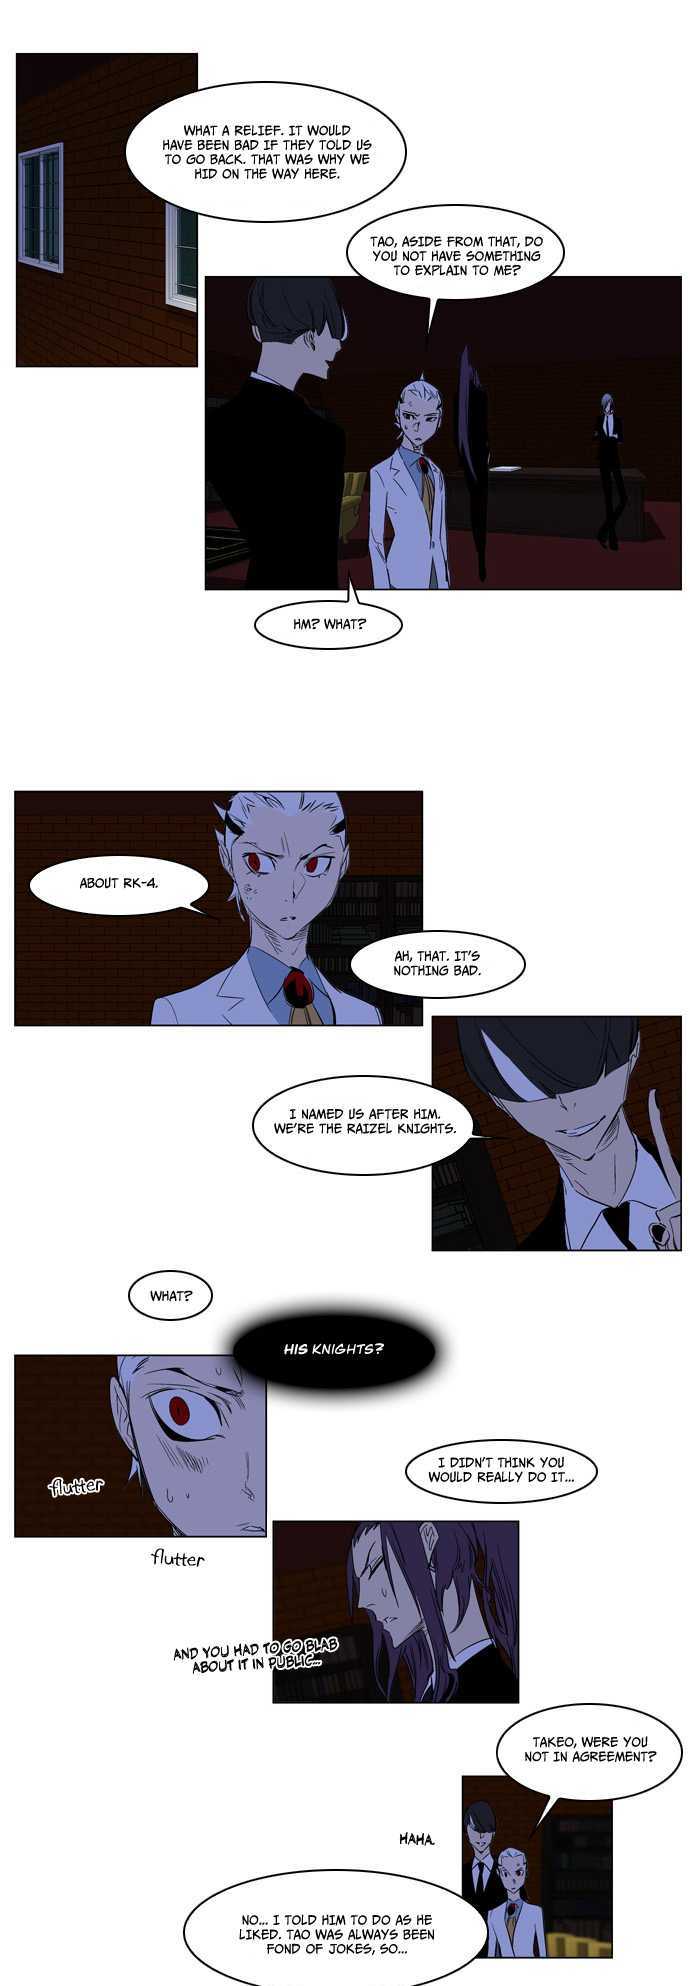 WHAT A RELIEF. IT WOULD
HAVE BEEN BAD IF THEY TOLD US
TO GO BACK. THAT WAS WHY WE
HID ON THE WAY HERE.
TAO, ASIDE FROM THAT, DO
YOU NOT HAVE SOMETHING
TO EXPLAIN TO ME?
HM? WHAT?
ABOUT RK-4.
AH, THAT. IT'S
NOTHING BAD.
I NAMED US AFTER HIM.
WE'RE THE RAIZEL KNIGHTS.
WHAT?
HIS KNIGHTS?
flutter
flutter
I DIDN'T THINK YOU
WOULD REALLY DO IT...
AND YOU HAD TO GO BLAB
ABOUT IT IN PUBLIC...
TAKEO, WERE YOU
NOT IN AGREEMENT?
HAHA.
NO... I TOLD HIM TO DO AS HE
LIKED. TAO WAS ALWAYS BEEN
FOND OF JOKES, SO...